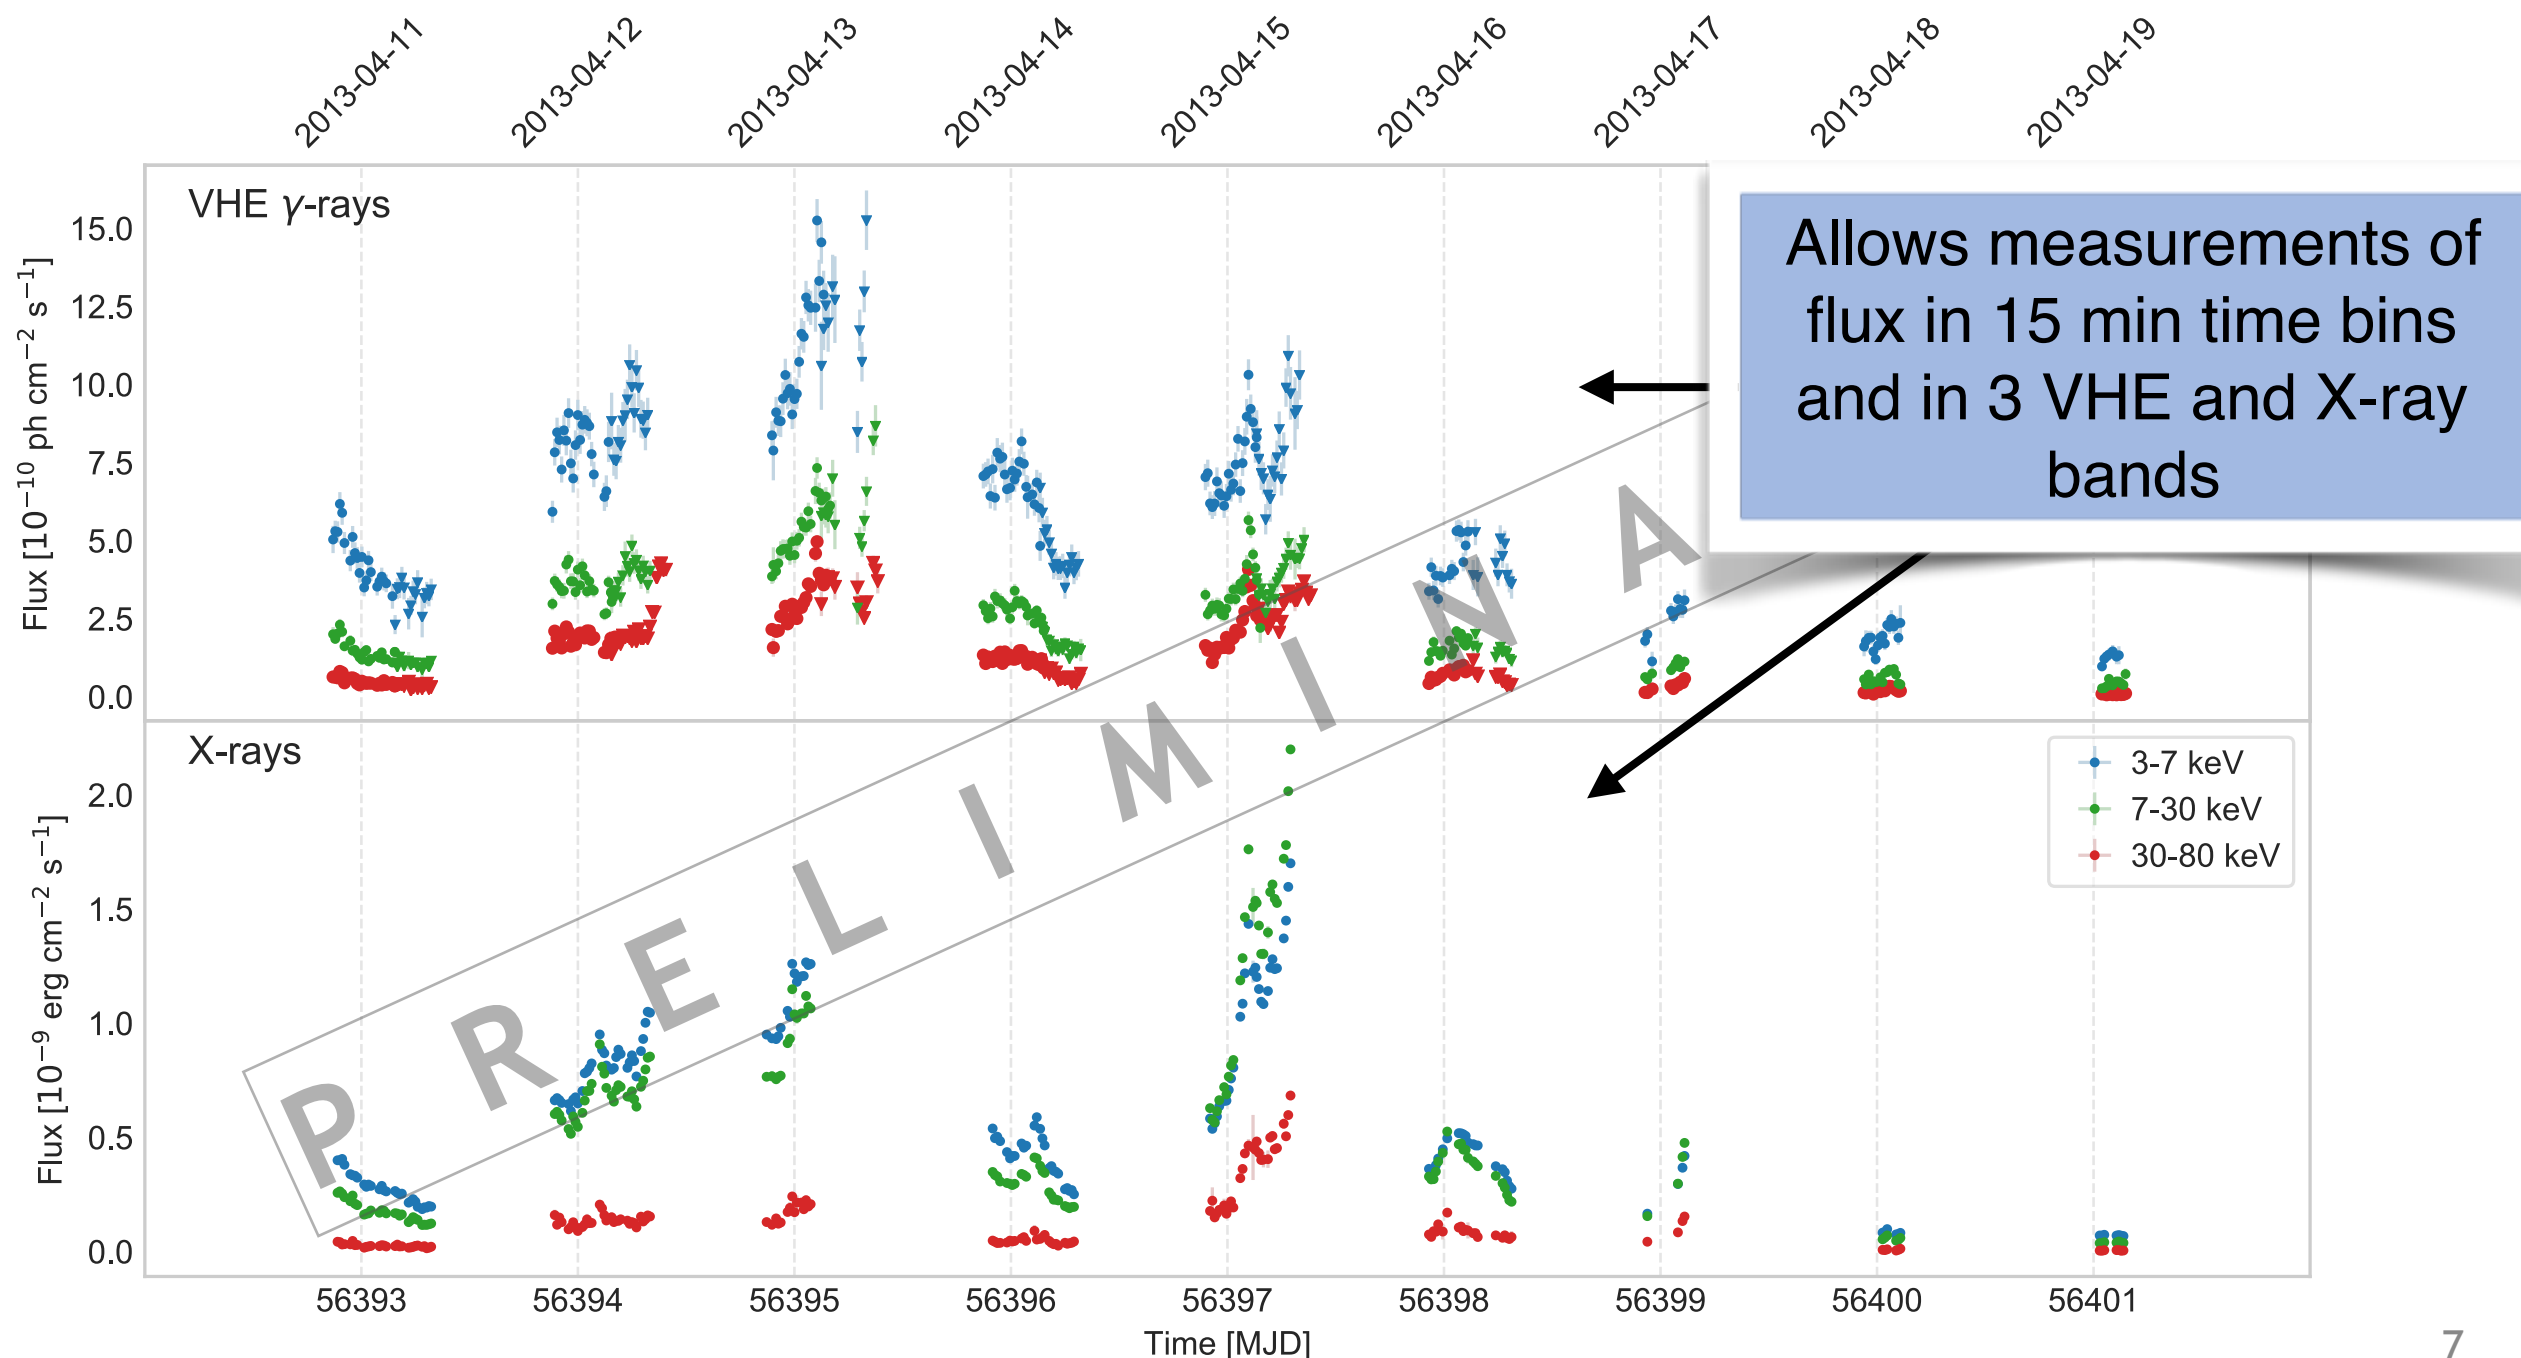 2013-04-11
2013-04-12
2013-04-13
2013-04-14
2013-04-15
2013-04-16
2013-04-17
2013-04-18
2013-04-19
VHE γ-rays
Flux [10⁻¹⁰ ph cm⁻² s⁻¹]
15.0
12.5
10.0
7.5
5.0
2.5
0.0
Allows measurements of
flux in 15 min time bins
and in 3 VHE and X-ray
bands
X-rays
Flux [10⁻⁹ erg cm⁻² s⁻¹]
2.0
1.5
1.0
0.5
0.0
3-7 keV
7-30 keV
30-80 keV
P R E L I M I N A
56393
56394
56395
56396
56397
56398
56399
56400
56401
Time [MJD]
7